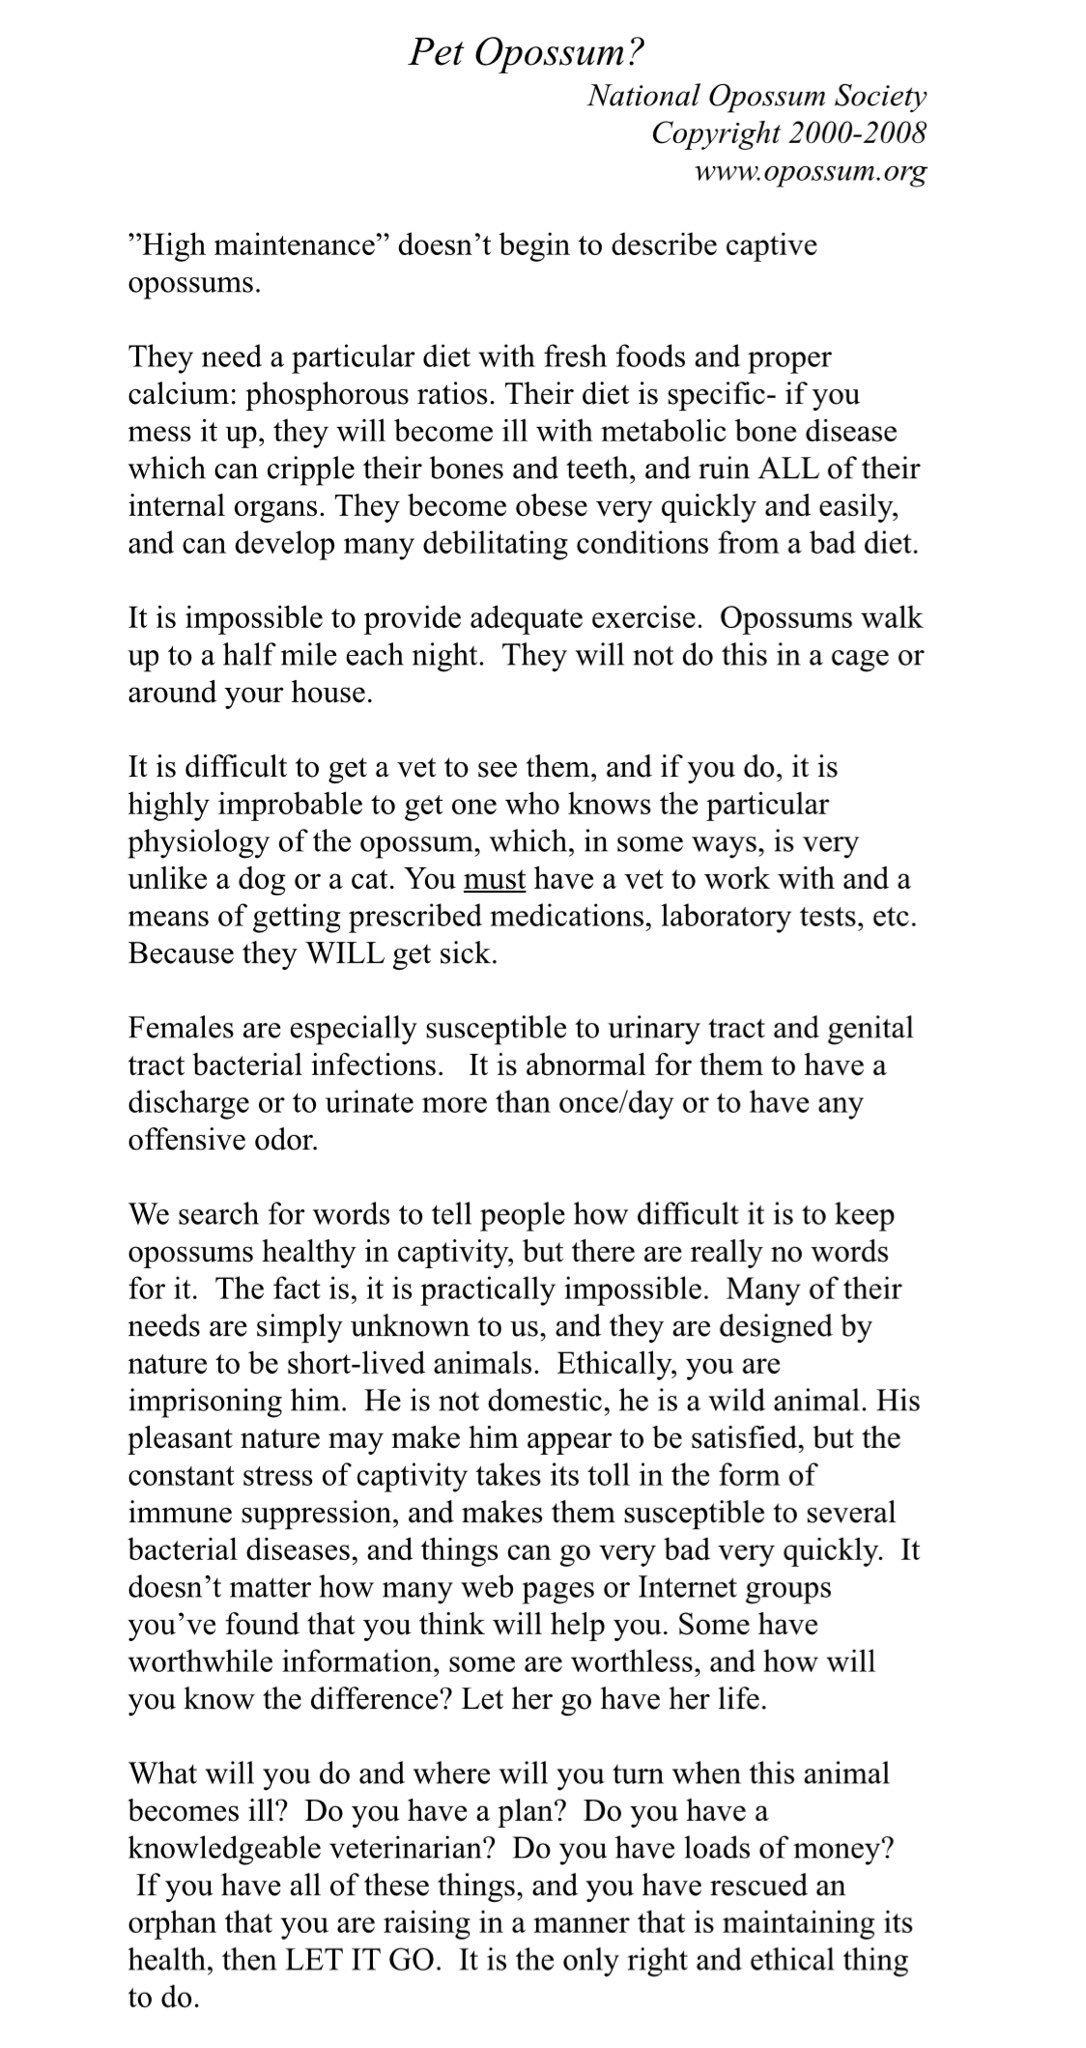 Pet Opossum?
National Opossum Society
Copyright 2000-2008
www.opossum.org
”High maintenance” doesn’t begin to describe captive
opossums.
They need a particular diet with fresh foods and proper
calcium: phosphorous ratios. Their diet is specific- if you
mess it up, they will become ill with metabolic bone disease
which can cripple their bones and teeth, and ruin ALL of their
internal organs. They become obese very quickly and easily,
and can develop many debilitating conditions from a bad diet.
It is impossible to provide adequate exercise.  Opossums walk
up to a half mile each night.  They will not do this in a cage or
around your house.
It is difficult to get a vet to see them, and if you do, it is
highly improbable to get one who knows the particular
physiology of the opossum, which, in some ways, is very
unlike a dog or a cat. You must have a vet to work with and a
means of getting prescribed medications, laboratory tests, etc.
Because they WILL get sick.
Females are especially susceptible to urinary tract and genital
tract bacterial infections.   It is abnormal for them to have a
discharge or to urinate more than once/day or to have any
offensive odor.
We search for words to tell people how difficult it is to keep
opossums healthy in captivity, but there are really no words
for it.  The fact is, it is practically impossible.  Many of their
needs are simply unknown to us, and they are designed by
nature to be short-lived animals.  Ethically, you are
imprisoning him.  He is not domestic, he is a wild animal. His
pleasant nature may make him appear to be satisfied, but the
constant stress of captivity takes its toll in the form of
immune suppression, and makes them susceptible to several
bacterial diseases, and things can go very bad very quickly.  It
doesn’t matter how many web pages or Internet groups
you’ve found that you think will help you. Some have
worthwhile information, some are worthless, and how will
you know the difference? Let her go have her life.
What will you do and where will you turn when this animal
becomes ill?  Do you have a plan?  Do you have a
knowledgeable veterinarian?  Do you have loads of money?
If you have all of these things, and you have rescued an
orphan that you are raising in a manner that is maintaining its
health, then LET IT GO.  It is the only right and ethical thing
to do.